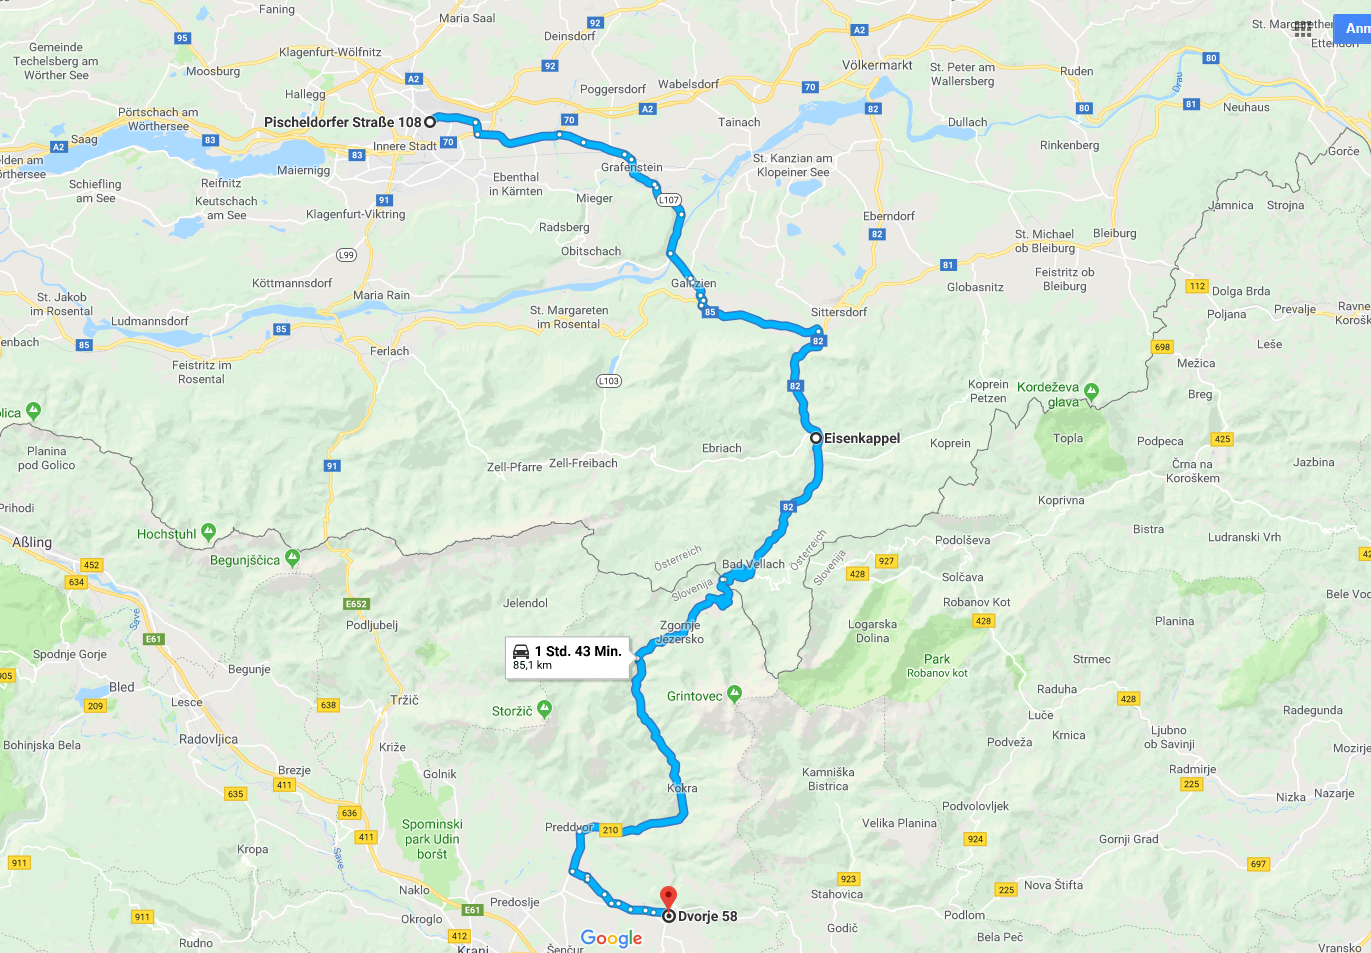 Faning
Maria Saal
92
St. Margarethen
Anm
Ettendorf
95
Deinsdorf
A2
Gemeinde
Techelsberg am
Wörther See
Klagenfurt-Wölfnitz
92
Völkermarkt
St. Peter am
Wallersberg
80
Moosburg
A2
Ruden
Hallegg
Poggersdorf
Wabelsdorf
70
Drau
Pörtschach am
Wörthersee
A2
82
80
81
Neuhaus
Pischeldorfer Straße 108
70
Tainach
Dullach
Saag
83
A2
70
Innere Stadt
Rinkenberg
Gorče
83
Maiernigg
Grafenstein
St. Kanzian am
Klopeiner See
Schiefling
am See
Reifnitz
Ebenthal
in Kärnten
Keutschach
am See
91
Mieger
L107
Jamnica
Strojna
Klagenfurt-Viktring
Eberndorf
Radsberg
82
St. Michael
ob Bleiburg
Bleiburg
L99
Obitschach
81
Köttmannsdorf
Gallizien
Globasnitz
Feistritz ob
Bleiburg
112
Dolga Brda
St. Jakob
im Rosental
Maria Rain
St. Margareten
im Rosental
85
Sittersdorf
Poljana
Prevalje
Ludmannsdorf
85
85
82
Ferlach
698
Leše
Feistritz im
Rosental
Mežica
L103
82
Koprein
Petzen
Kordeževa
glava
Breg
Planina
pod Golico
Eisenkappel
Topla
Podpeca
425
Ebriach
Koprein
91
Zell-Pfarre
Zell-Freibach
Črna na
Koroškem
Jazbina
Prihodi
82
Koprivna
Hochstuhl
Bistra
Ludranski Vrh
Aßling
Podolševa
Österreich
Österreich
Begunjščica
452
Bad Vellach
Slovenija
927
634
428
Solčava
Slovenija
E652
Jelendol
Robanov Kot
Save
Podljubelj
Zgornje
Jezersko
Logarska
Dolina
428
Planina
E61
1 Std. 43 Min.
85,1 km
Spodnje Gorje
Park
Robanov kot
Strmec
Begunje
905
Bled
Grintovec
Raduha
428
Lesce
638
Tržič
Storžič
Luče
Radegunda
209
Radovljica
Krnica
Ljubno
ob Savinji
Bohinjska Bela
Križe
Podveža
Brezje
Golnik
Kamniška
Bistrica
Radmirje
411
Kokra
225
635
Nizka
Nazarje
636
Podvolovljek
Spominski
park Udin
boršt
Preddvor
210
Velika Planina
411
Gornji Grad
924
Kropa
Save
911
697
923
Naklo
225
Nova Štifta
Stahovica
E61
Predoslje
911
Okroglo
Dvorje 58
Podlom
412
Godič
Rudno
Google
Bela Peč
Šenčur
Vransko
Kranj